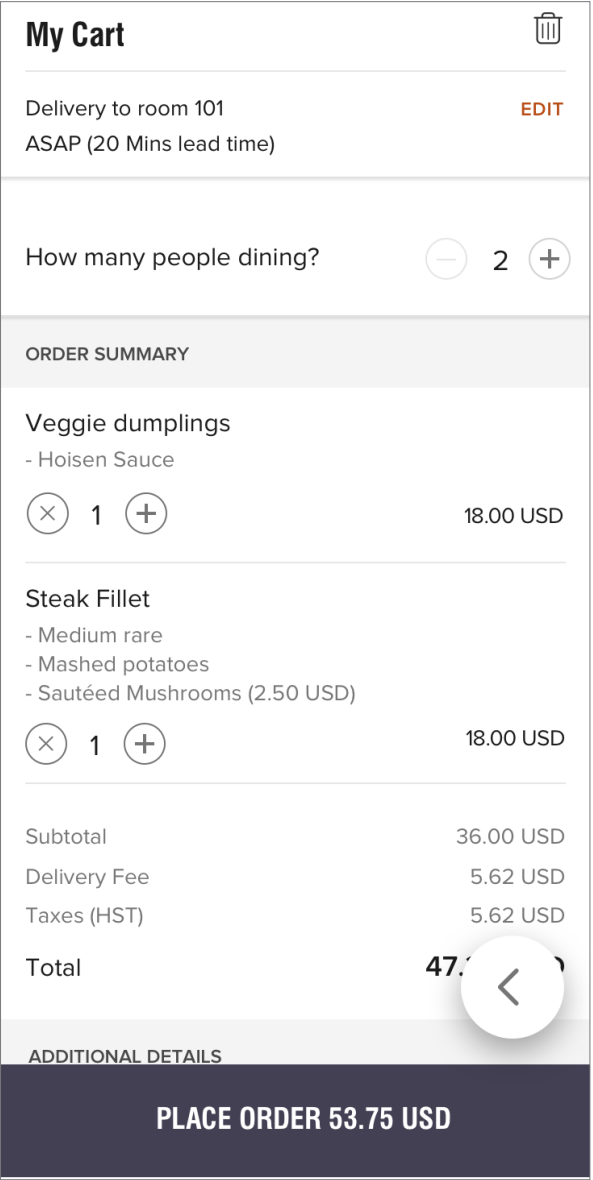 My Cart
Delivery to room 101
EDIT
ASAP (20 Mins lead time)
How many people dining?
2
ORDER SUMMARY
Veggie dumplings
- Hoisen Sauce
1
18.00 USD
Steak Fillet
- Medium rare
- Mashed potatoes
- Sautéed Mushrooms (2.50 USD)
1
18.00 USD
Subtotal 36.00 USD
Delivery Fee 5.62 USD
Taxes (HST) 5.62 USD
Total
ADDITIONAL DETAILS
PLACE ORDER 53.75 USD